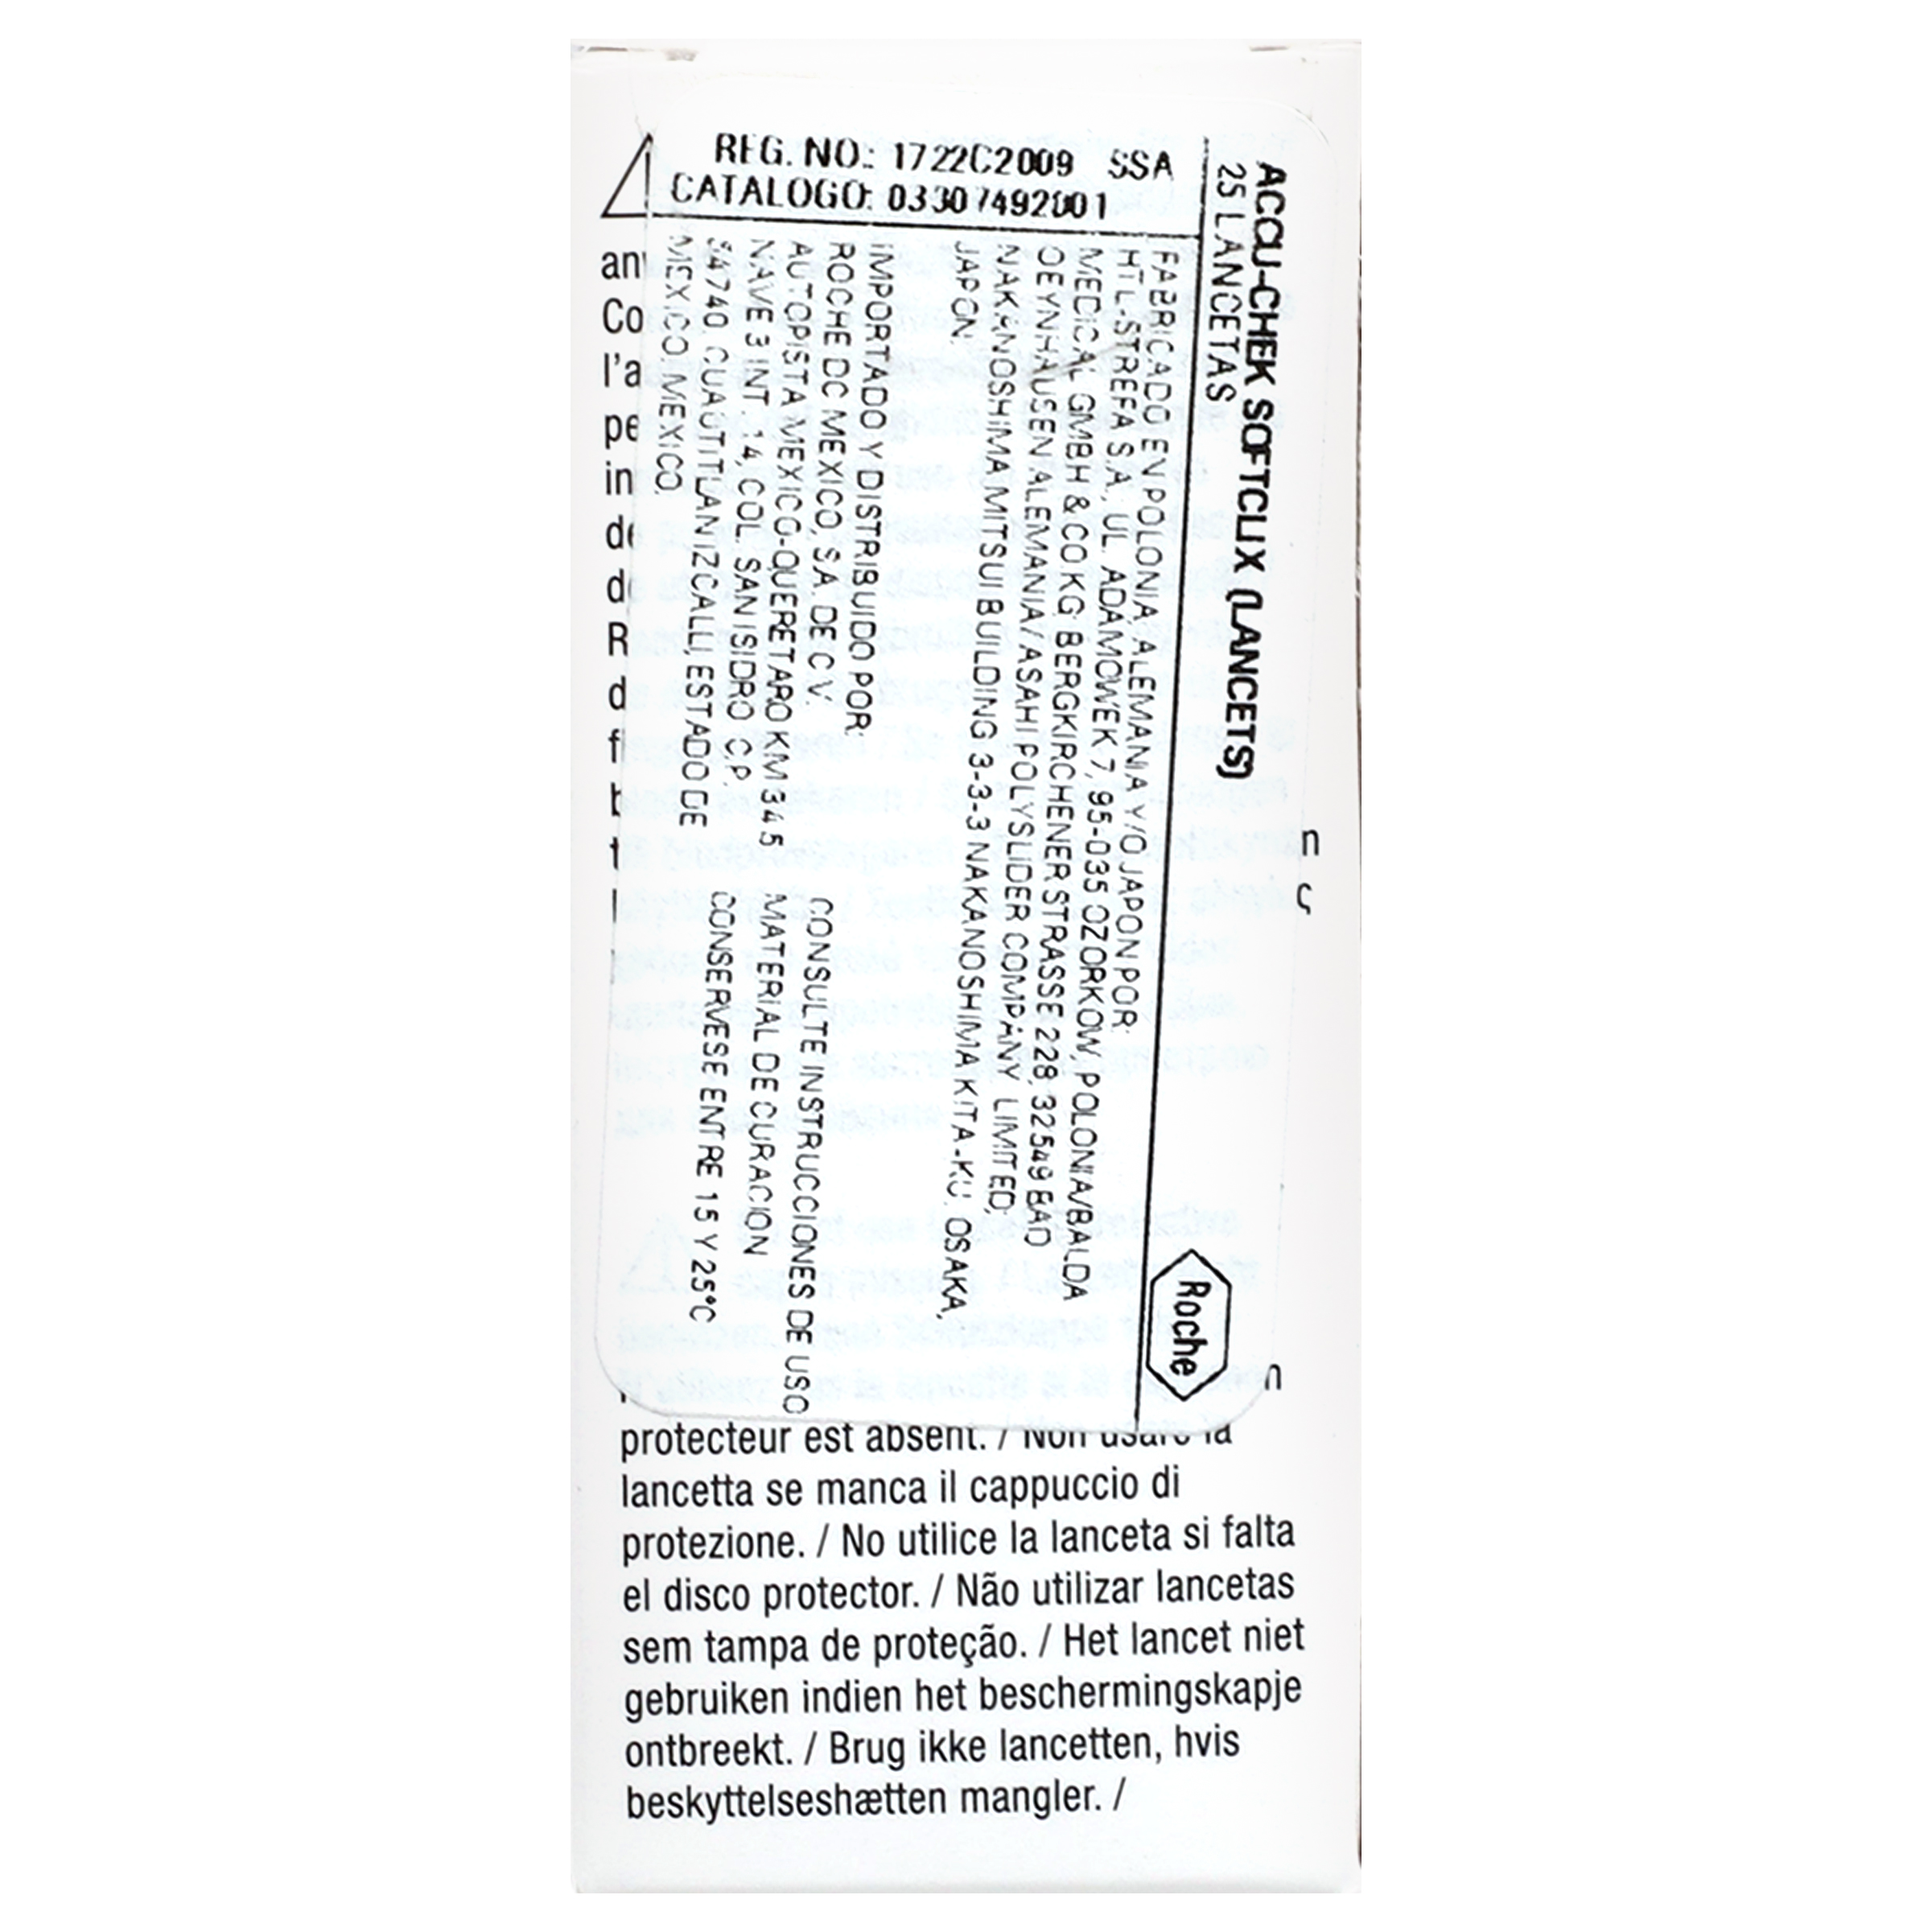 REG. NO.: 1722C2009 SSA
CATALOGO: 03307492001
ACCU-CHEK SOFTCLIX (LANCETS)
25 LANCETAS
FABRICADO EN POLONIA, ALEMANIA Y/O JAPON POR:
HTL-STREFA S.A., UL. ADAMOWEK 7, 95-035 OZORKOW, POLONIA/BALDA
MEDICAL GMBH & CO KG BERGKIRCHENER STRASSE 228, 32549 BAD
OEYNHAUSEN ALEMANIA/ASAHI POLYSLIDER COMPANY, LIMITED,
NAKANOSHIMA MITSUI BUILDING 3-3-3 NAKANOSHIMA KITA-KU, OSAKA,
JAPON.
IMPORTADO Y DISTRIBUIDO POR:
ROCHE DC MEXICO, S.A. DE C.V.
AUTOPISTA MEXICO-QUERETARO KM 34.5
NAVE 3 INT. 14, COL. SAN ISIDRO C.P.
54740 CUAUTITLAN IZCALLI, ESTADO DE
MEXICO MEXICO
CONSULTE INSTRUCCIONES DE USO
MATERIAL DE CURACION
CONSERVESE ENTRE 15 Y 25°C
Roche
an
Co
l'a
pe
in
de
R
d
f
b
t
n
ç
n
protecteur est absent. / Non usare la
lancetta se manca il cappuccio di
protezione. / No utilice la lanceta si falta
el disco protector. / Não utilizar lancetas
sem tampa de proteção. / Het lancet niet
gebruiken indien het beschermingskapje
ontbreekt. / Brug ikke lancetten, hvis
beskyttelseshætten mangler. /